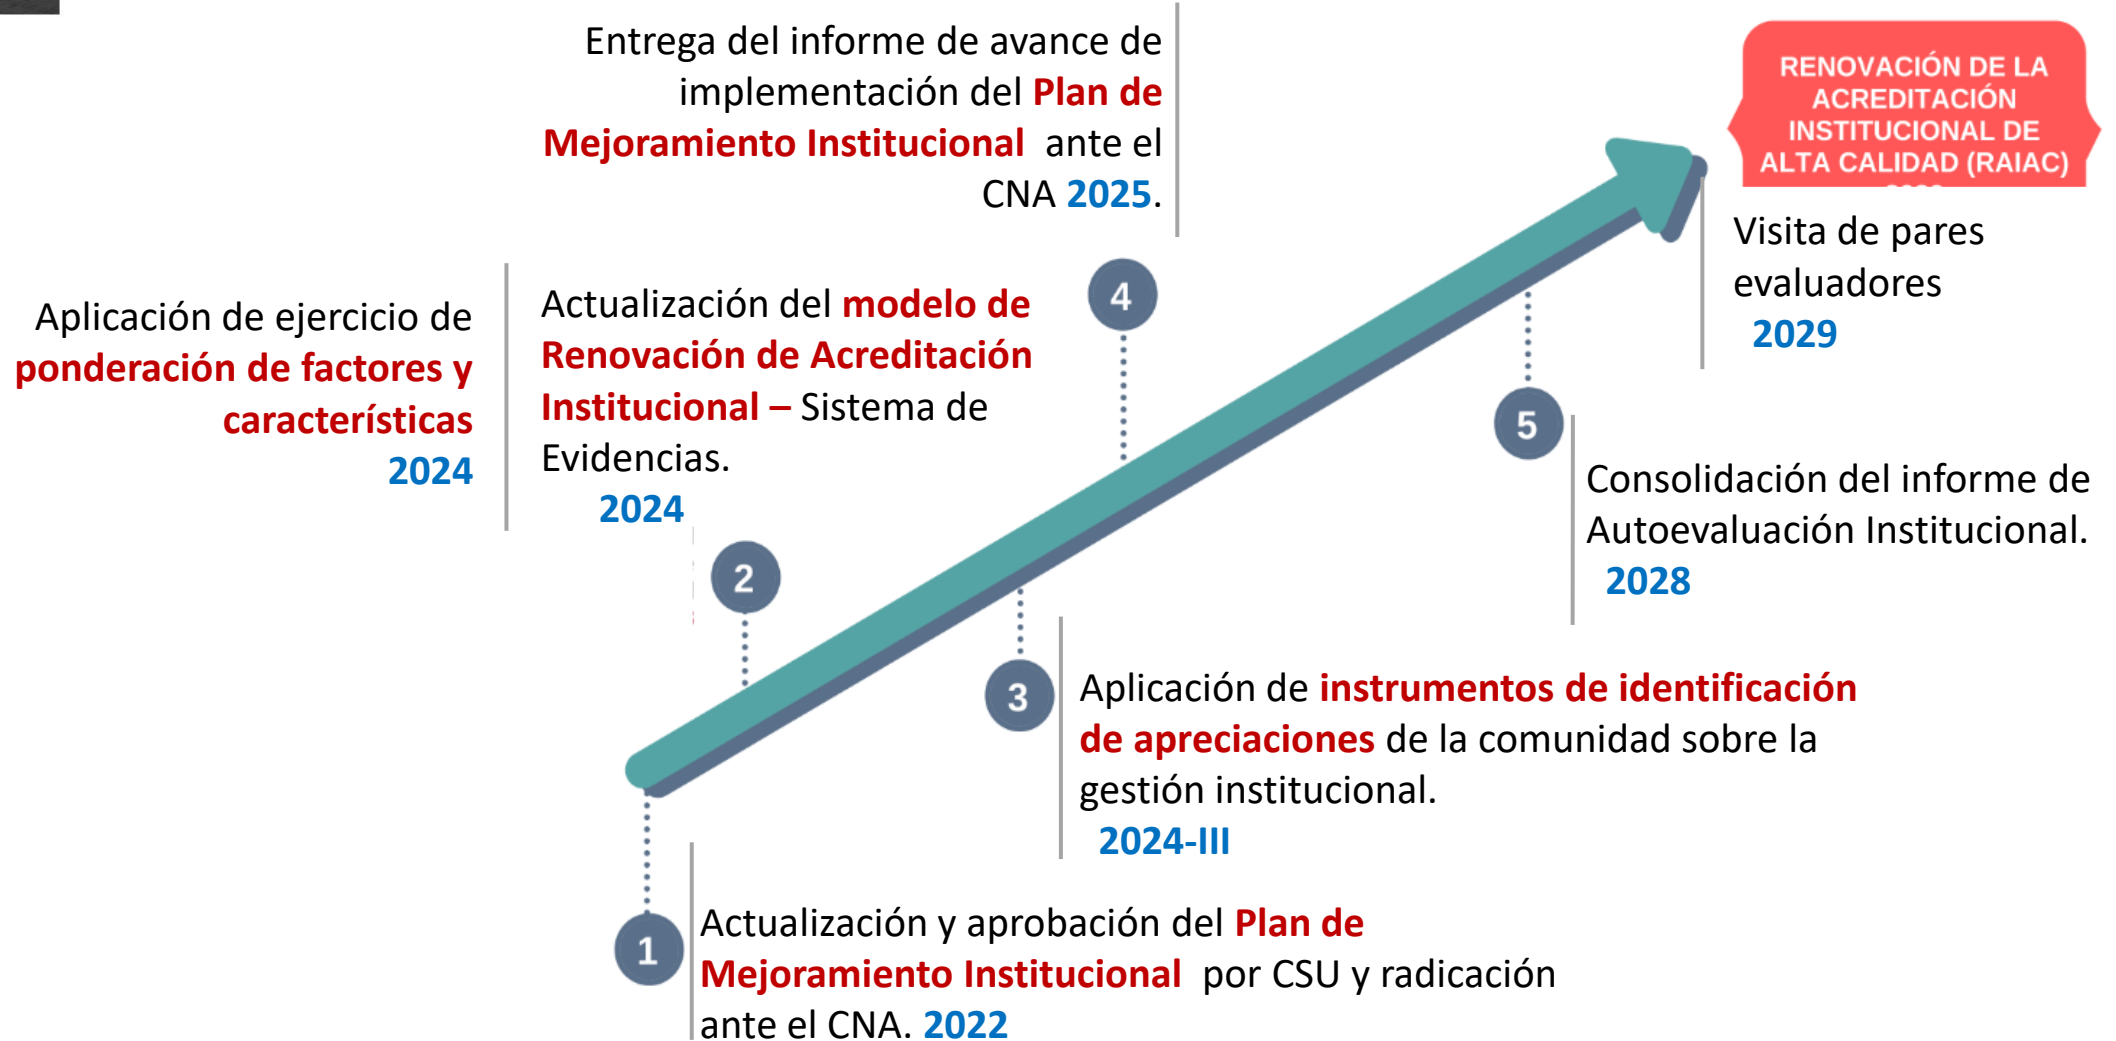 Entrega del informe de avance de
implementación del Plan de
Mejoramiento Institucional ante el
CNA 2025.
RENOVACIÓN DE LA
ACREDITACIÓN
INSTITUCIONAL DE
ALTA CALIDAD (RAIAC)
Visita de pares
evaluadores
2029
Aplicación de ejercicio de
ponderación de factores y
características
2024
Actualización del modelo de
Renovación de Acreditación
Institucional – Sistema de
Evidencias.
2024
4
5
Consolidación del informe de
Autoevaluación Institucional.
2028
2
3
Aplicación de instrumentos de identificación
de apreciaciones de la comunidad sobre la
gestión institucional.
2024-III
1
Actualización y aprobación del Plan de
Mejoramiento Institucional por CSU y radicación
ante el CNA. 2022